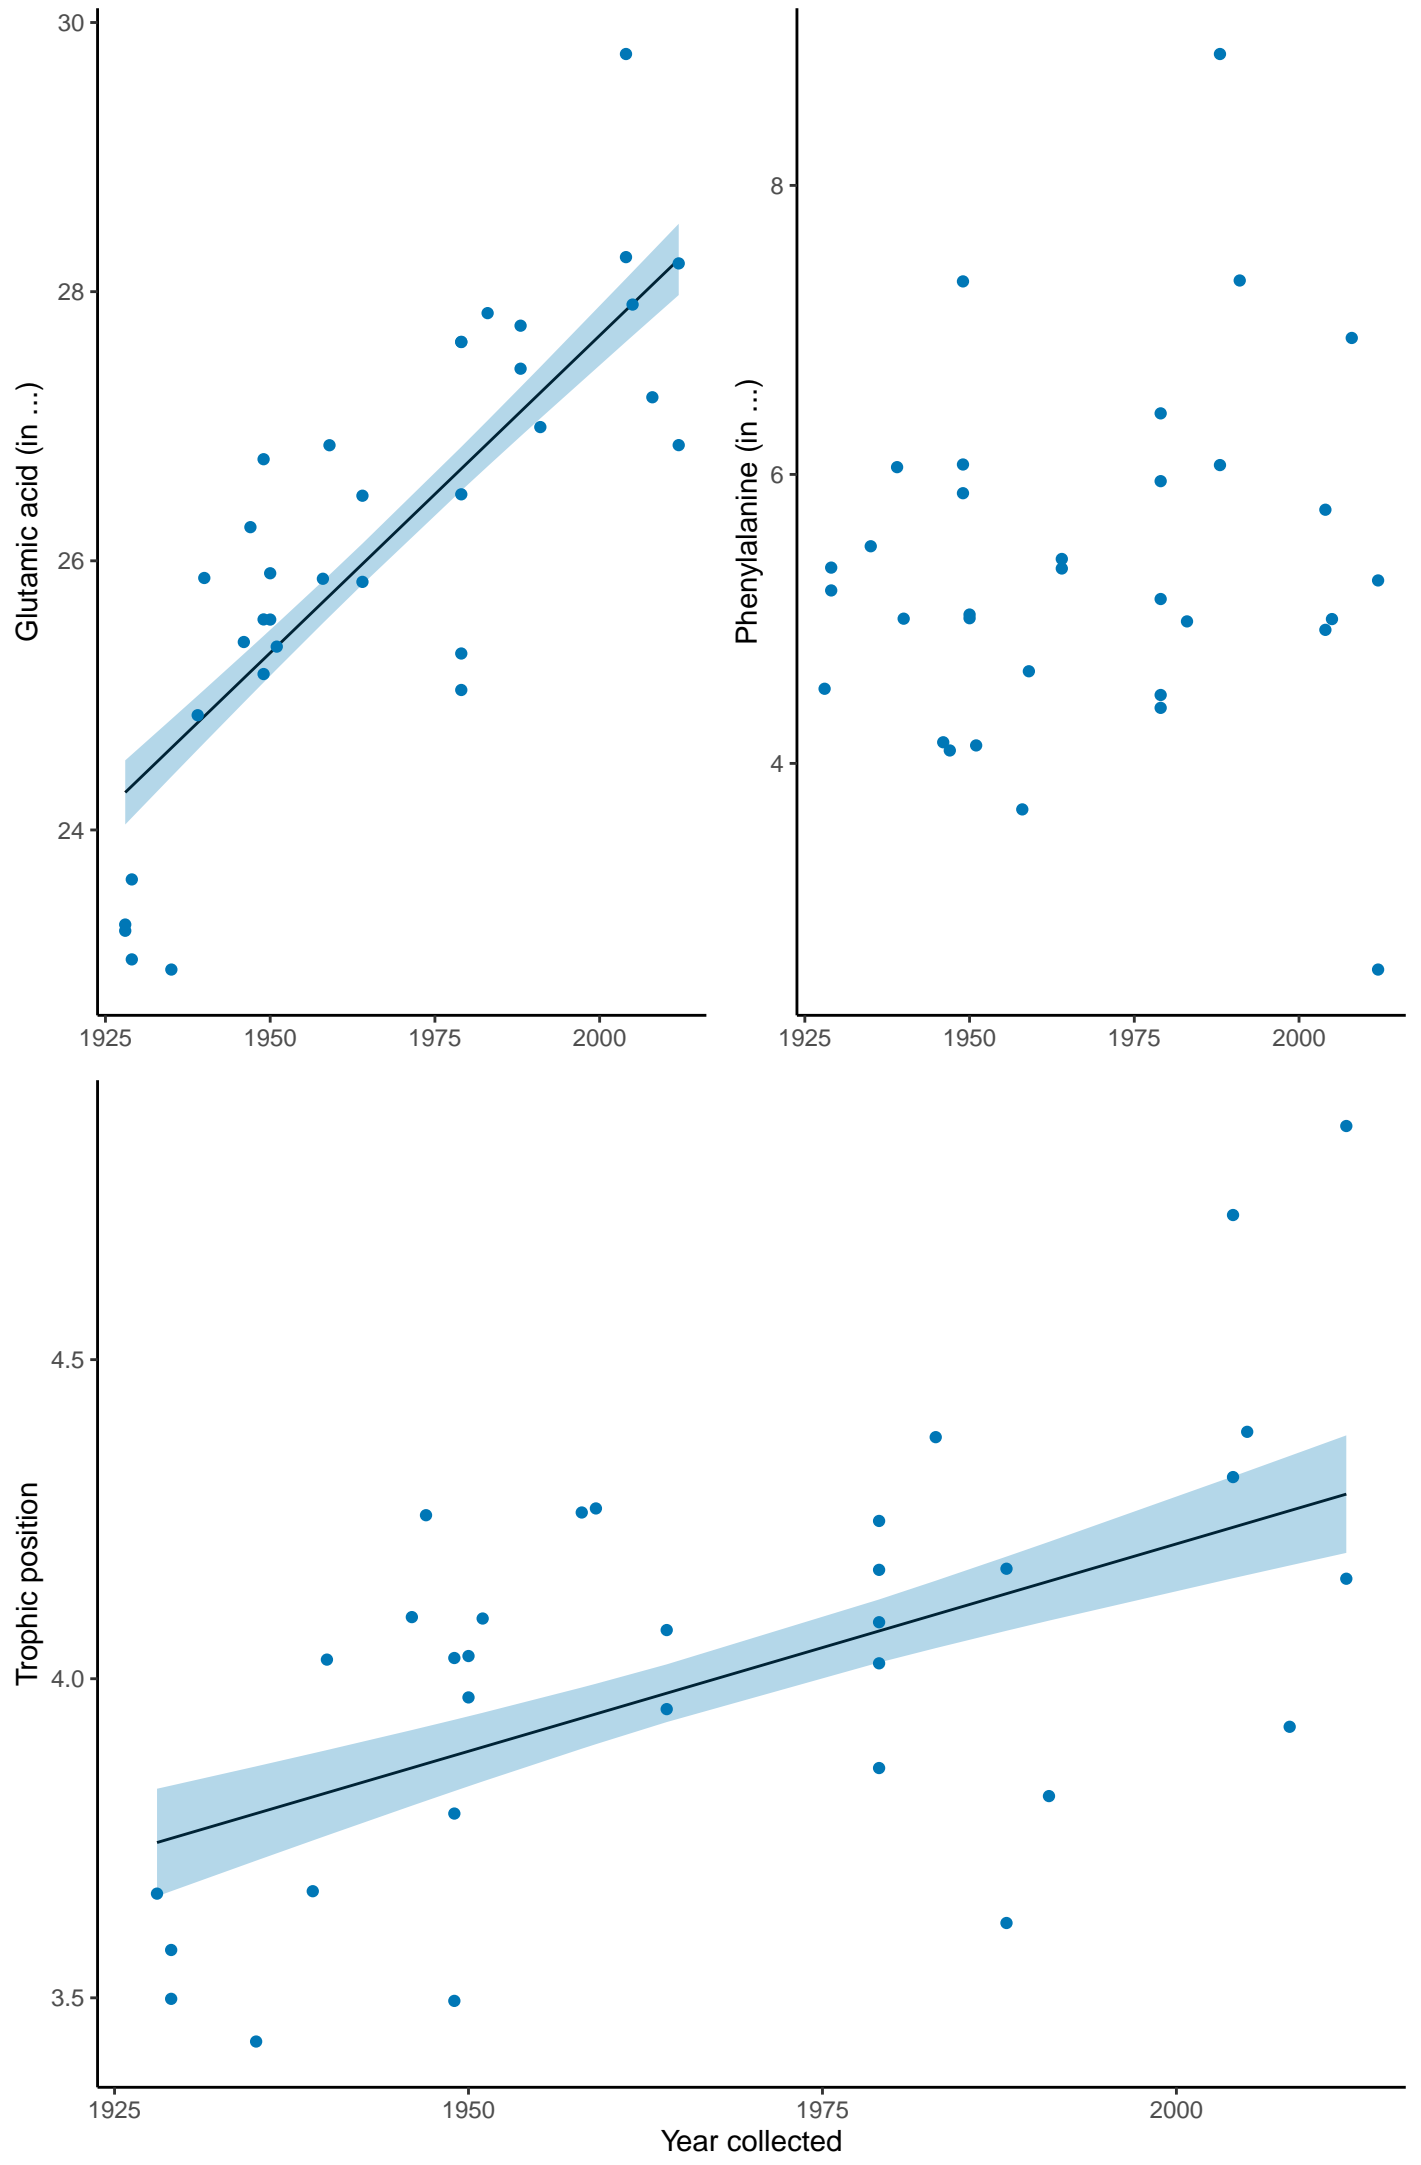 30
28
26
24
Glutamic acid (in ...)
1925 1950 1975 2000
8
6
4
Phenylalanine (in ...)
1925 1950 1975 2000
4.5
4.0
3.5
Trophic position
1925 1950 1975 2000
Year collected